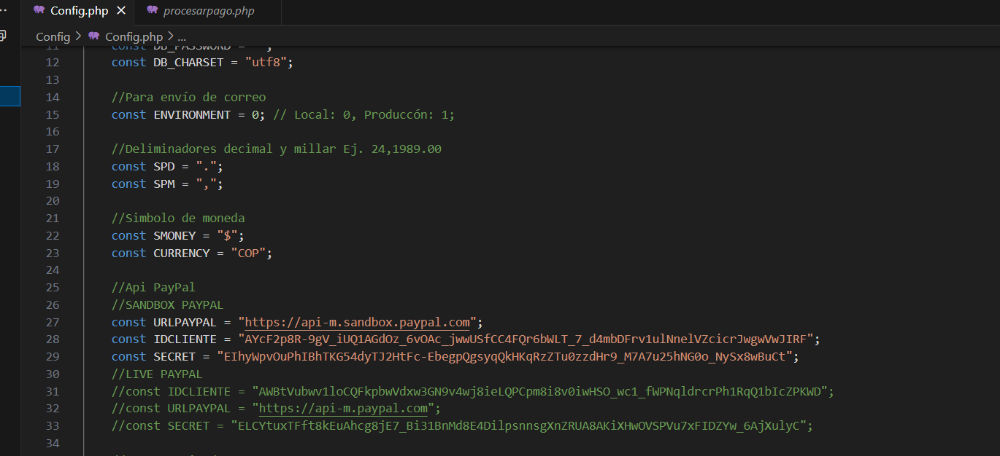 Config.php
procesarpago.php
Config > Config.php > ...
11 const DB_PASSWORD = "";
12 const DB_CHARSET = "utf8";
13
14 //Para envío de correo
15 const ENVIRONMENT = 0; // Local: 0, Produccón: 1;
16
17 //Deliminadores decimal y millar Ej. 24,1989.00
18 const SPD = ".";
19 const SPM = ",";
20
21 //Simbolo de moneda
22 const SMONEY = "$";
23 const CURRENCY = "COP";
24
25 //Api PayPal
26 //SANDBOX PAYPAL
27 const URLPAYPAL = "https://api-m.sandbox.paypal.com";
28 const IDCLIENTE = "AYcF2p8R-9gV_iUQ1AGdOz_6vOAc_jwwUSfCC4FQr6bWLT_7_d4mbDFrv1ulNnelVZcicrJwgwVwJIRF";
29 const SECRET = "EIhyWpvOuPhIBhTKG54dyTJ2HtFc-EbegpQgsyqQkHKqRzZTu0zzdHr9_M7A7u25hNG0o_NySx8wBuCt";
30 //LIVE PAYPAL
31 //const IDCLIENTE = "AWBtVubwv1loCQFkpbwVdxw3GN9v4wj8ieLQPCpm8i8v0iwHSO_wc1_fWPNqldrcrPh1RqQ1bIcZPKWD";
32 //const URLPAYPAL = "https://api-m.paypal.com";
33 //const SECRET = "ELCYtuxTFft8kEuAhcg8jE7_Bi31BnMd8E4DilpsnnsgXnZRUA8AKiXHwOVSPVu7xFIDZYw_6AjXulyC";
34